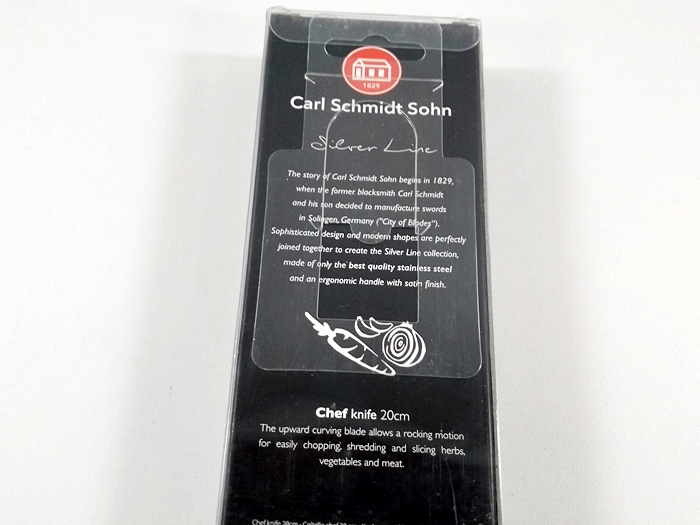 1829
Carl Schmidt Sohn
Silver Line
The story of Carl Schmidt Sohn begins in 1829,
when the former blacksmith Carl Schmidt
and his son decided to manufacture swords
in Solingen, Germany ("City of Blades").
Sophisticated design and modern shapes are perfectly
joined together to create the Silver Line collection,
made of only the best quality stainless steel
and an ergonomic handle with satin finish.
Chef knife 20cm
The upward curving blade allows a rocking motion
for easily chopping, shredding and slicing herbs,
vegetables and meat.
Chef knife 20cm